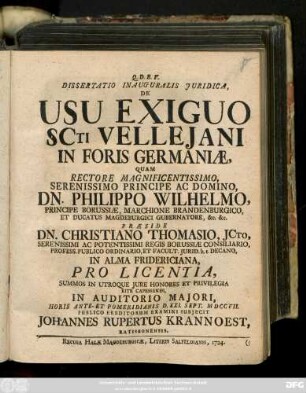 Q. D. B. V.
DISSERTATIO INAUGURALIS JURIDICA,
DE
USU EXIGUO
SCTI VELLEJANI
IN FORIS GERMANIÆ,
QUAM
RECTORE MAGNIFICENTISSIMO,
SERENISSIMO PRINCIPE AC DOMINO,
DN. PHILIPPO WILHELMO,
PRINCIPE BORUSSIÆ, MARCHIONE BRANDENBURGICO,
ET DUCATUS MAGDEBURGICI GUBERNATORE, &c. &c.
PRÆSIDE
DN. CHRISTIANO THOMASIO, JCto,
SERENISSIMI AC POTENTISSIMI REGIS BORUSSIÆ CONSILIARIO,
PROFESS. PUBLICO ORDINARIO, ET FACULT. JURID. h. t. DECANO,
IN ALMA FRIDERICIANA,
PRO LICENTIA,
SUMMOS IN UTROQUE JURE HONORES ET PRIVILEGIA
RITE CAPESSENDI,
IN AUDITORIO MAJORI,
HORIS ANTE- ET POMERIDIANIS D. SEPT. MDCCVII
PUBLICO ERUDITORUM EXAMINI SUBJICIT
JOHANNES RUPERTUS KRANNOEST,
RATISBONENSIS.
RECUSA HALÆ MAGDEBURGICÆ, LITERIS SALFELDIANIS, 1724.